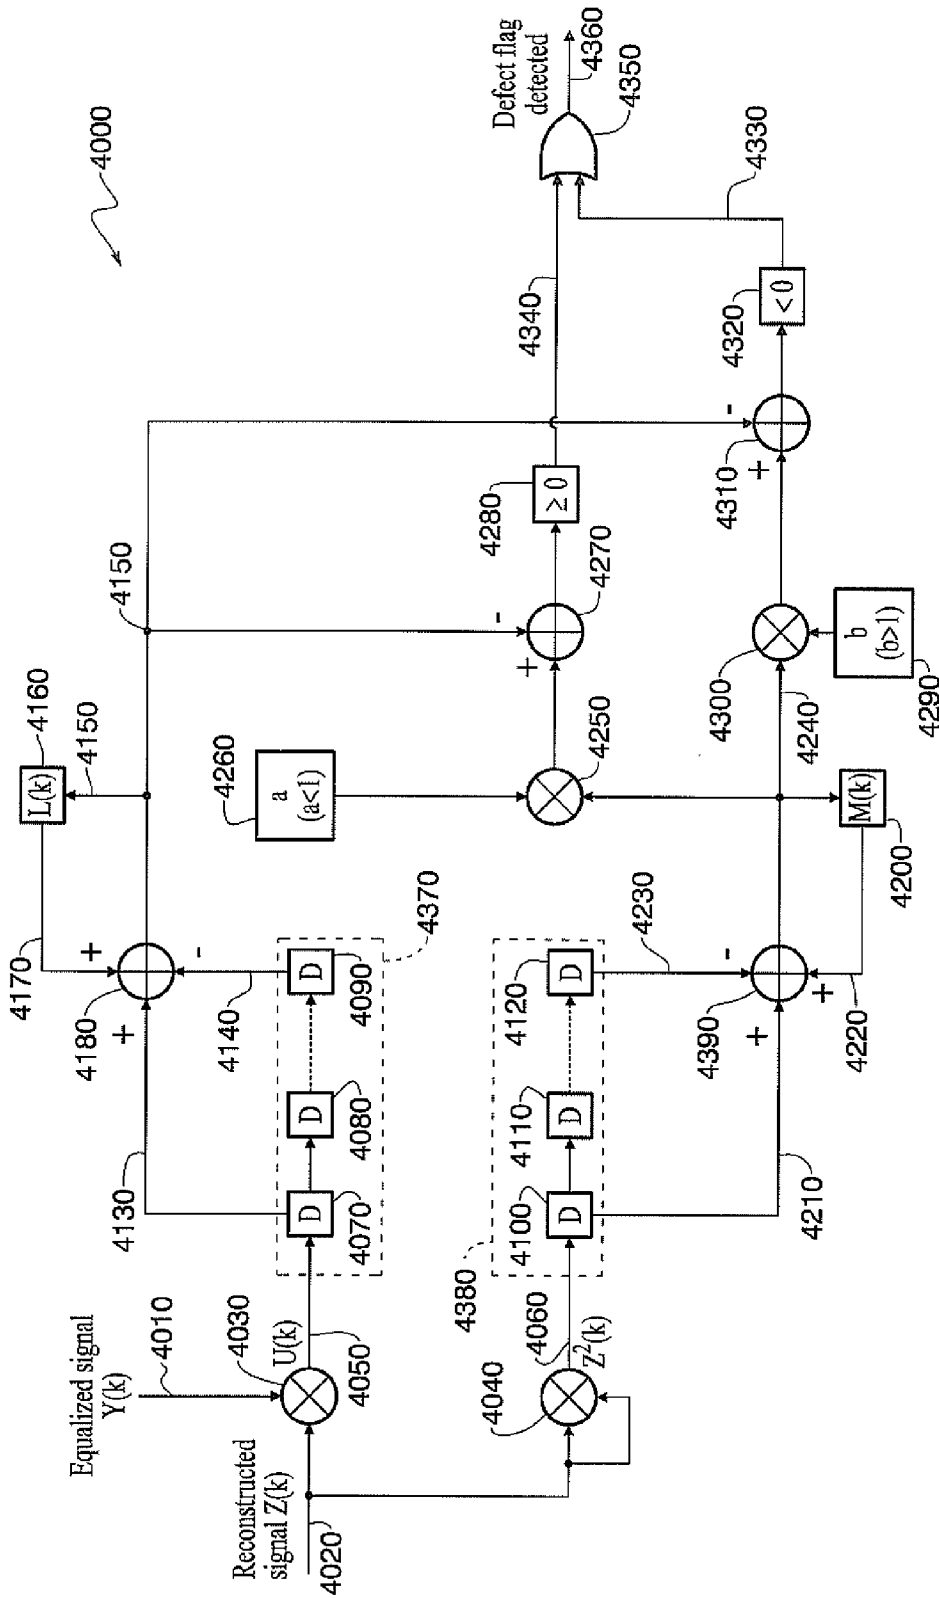 4000
Equalized signal
Y(k)
4010
4030
U(k)
4050
Reconstructed
signal Z(k)
4020
4040
4060
Z²(k)
4130
4070
D
4080
D
4090
D
4370
4140
4170
4180
+
+
-
4160
L(k)
4150
4150
4260
a
(a<1)
4250
4380
4100
D
4110
D
4120
D
4230
4210
4390
+
-
+
4220
M(k)
4200
4240
4300
b
(b>1)
4290
+
-
4270
4280
≥ 0
4340
+
-
4310
4320
< 0
4330
4350
Defect flag
detected
4360